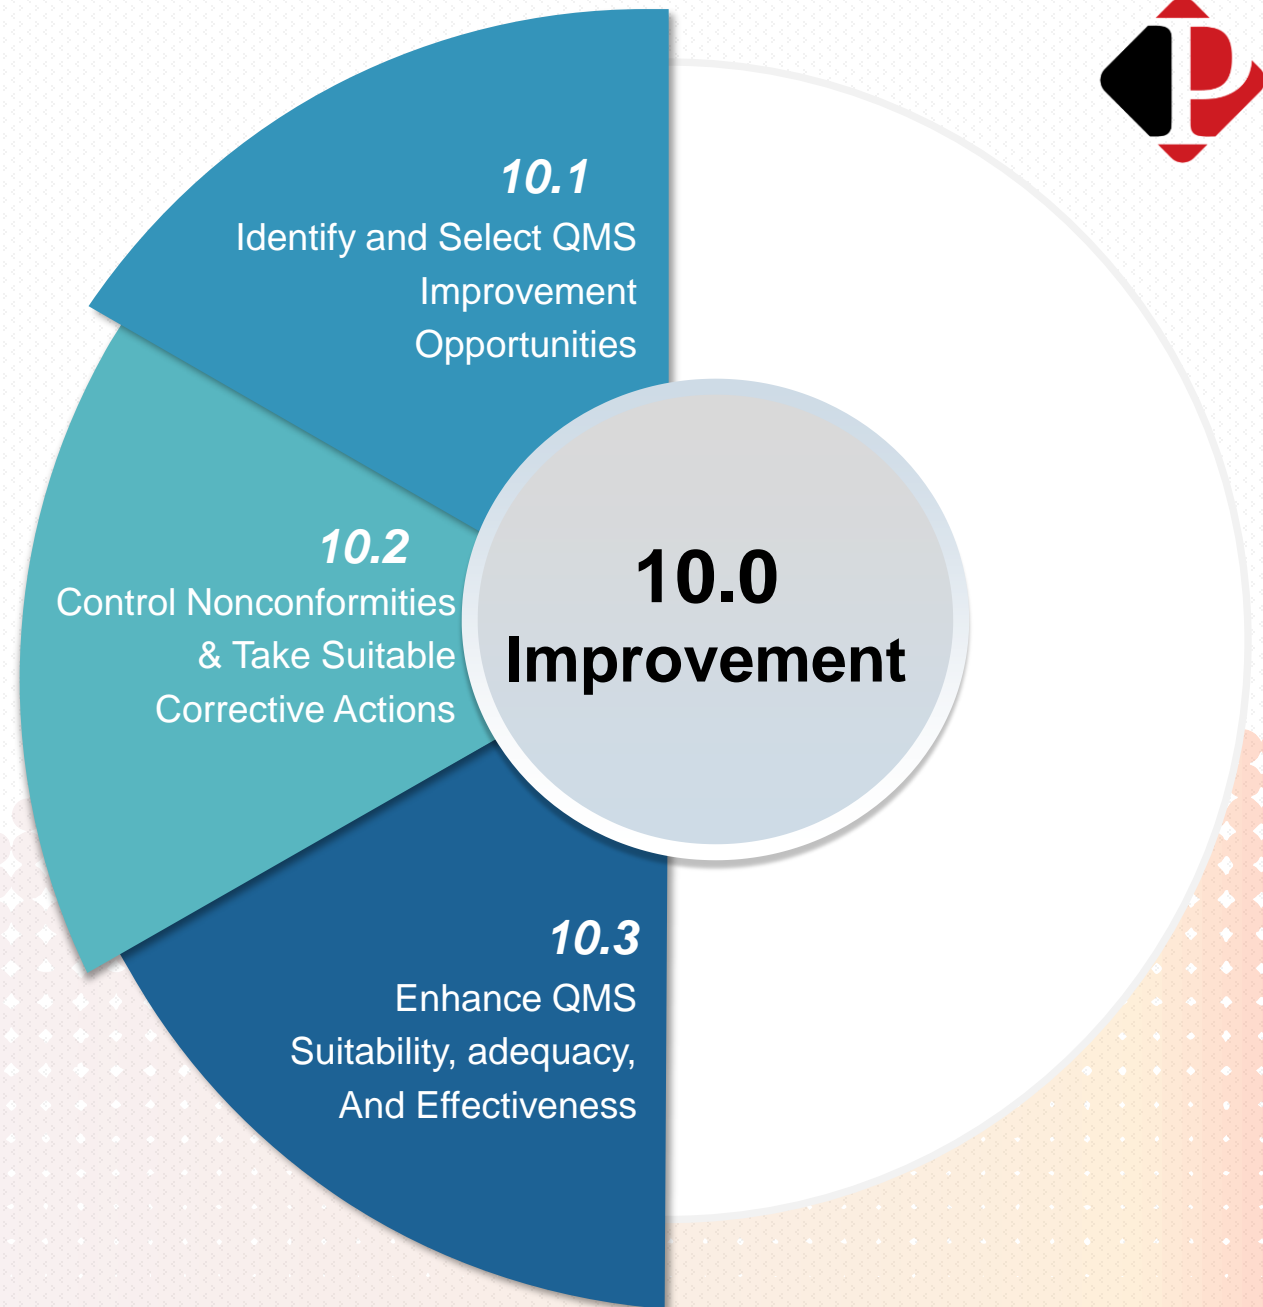 P
10.1
Identify and Select QMS
Improvement
Opportunities
10.2
Control Nonconformities
& Take Suitable
Corrective Actions
10.0
Improvement
10.3
Enhance QMS
Suitability, adequacy,
And Effectiveness